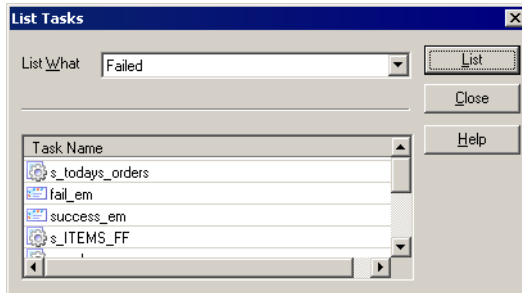 List Tasks
List What
Failed
List
Close
Help
Task Name
s_todays_orders
fail_em
success_em
s_ITEMS_FF